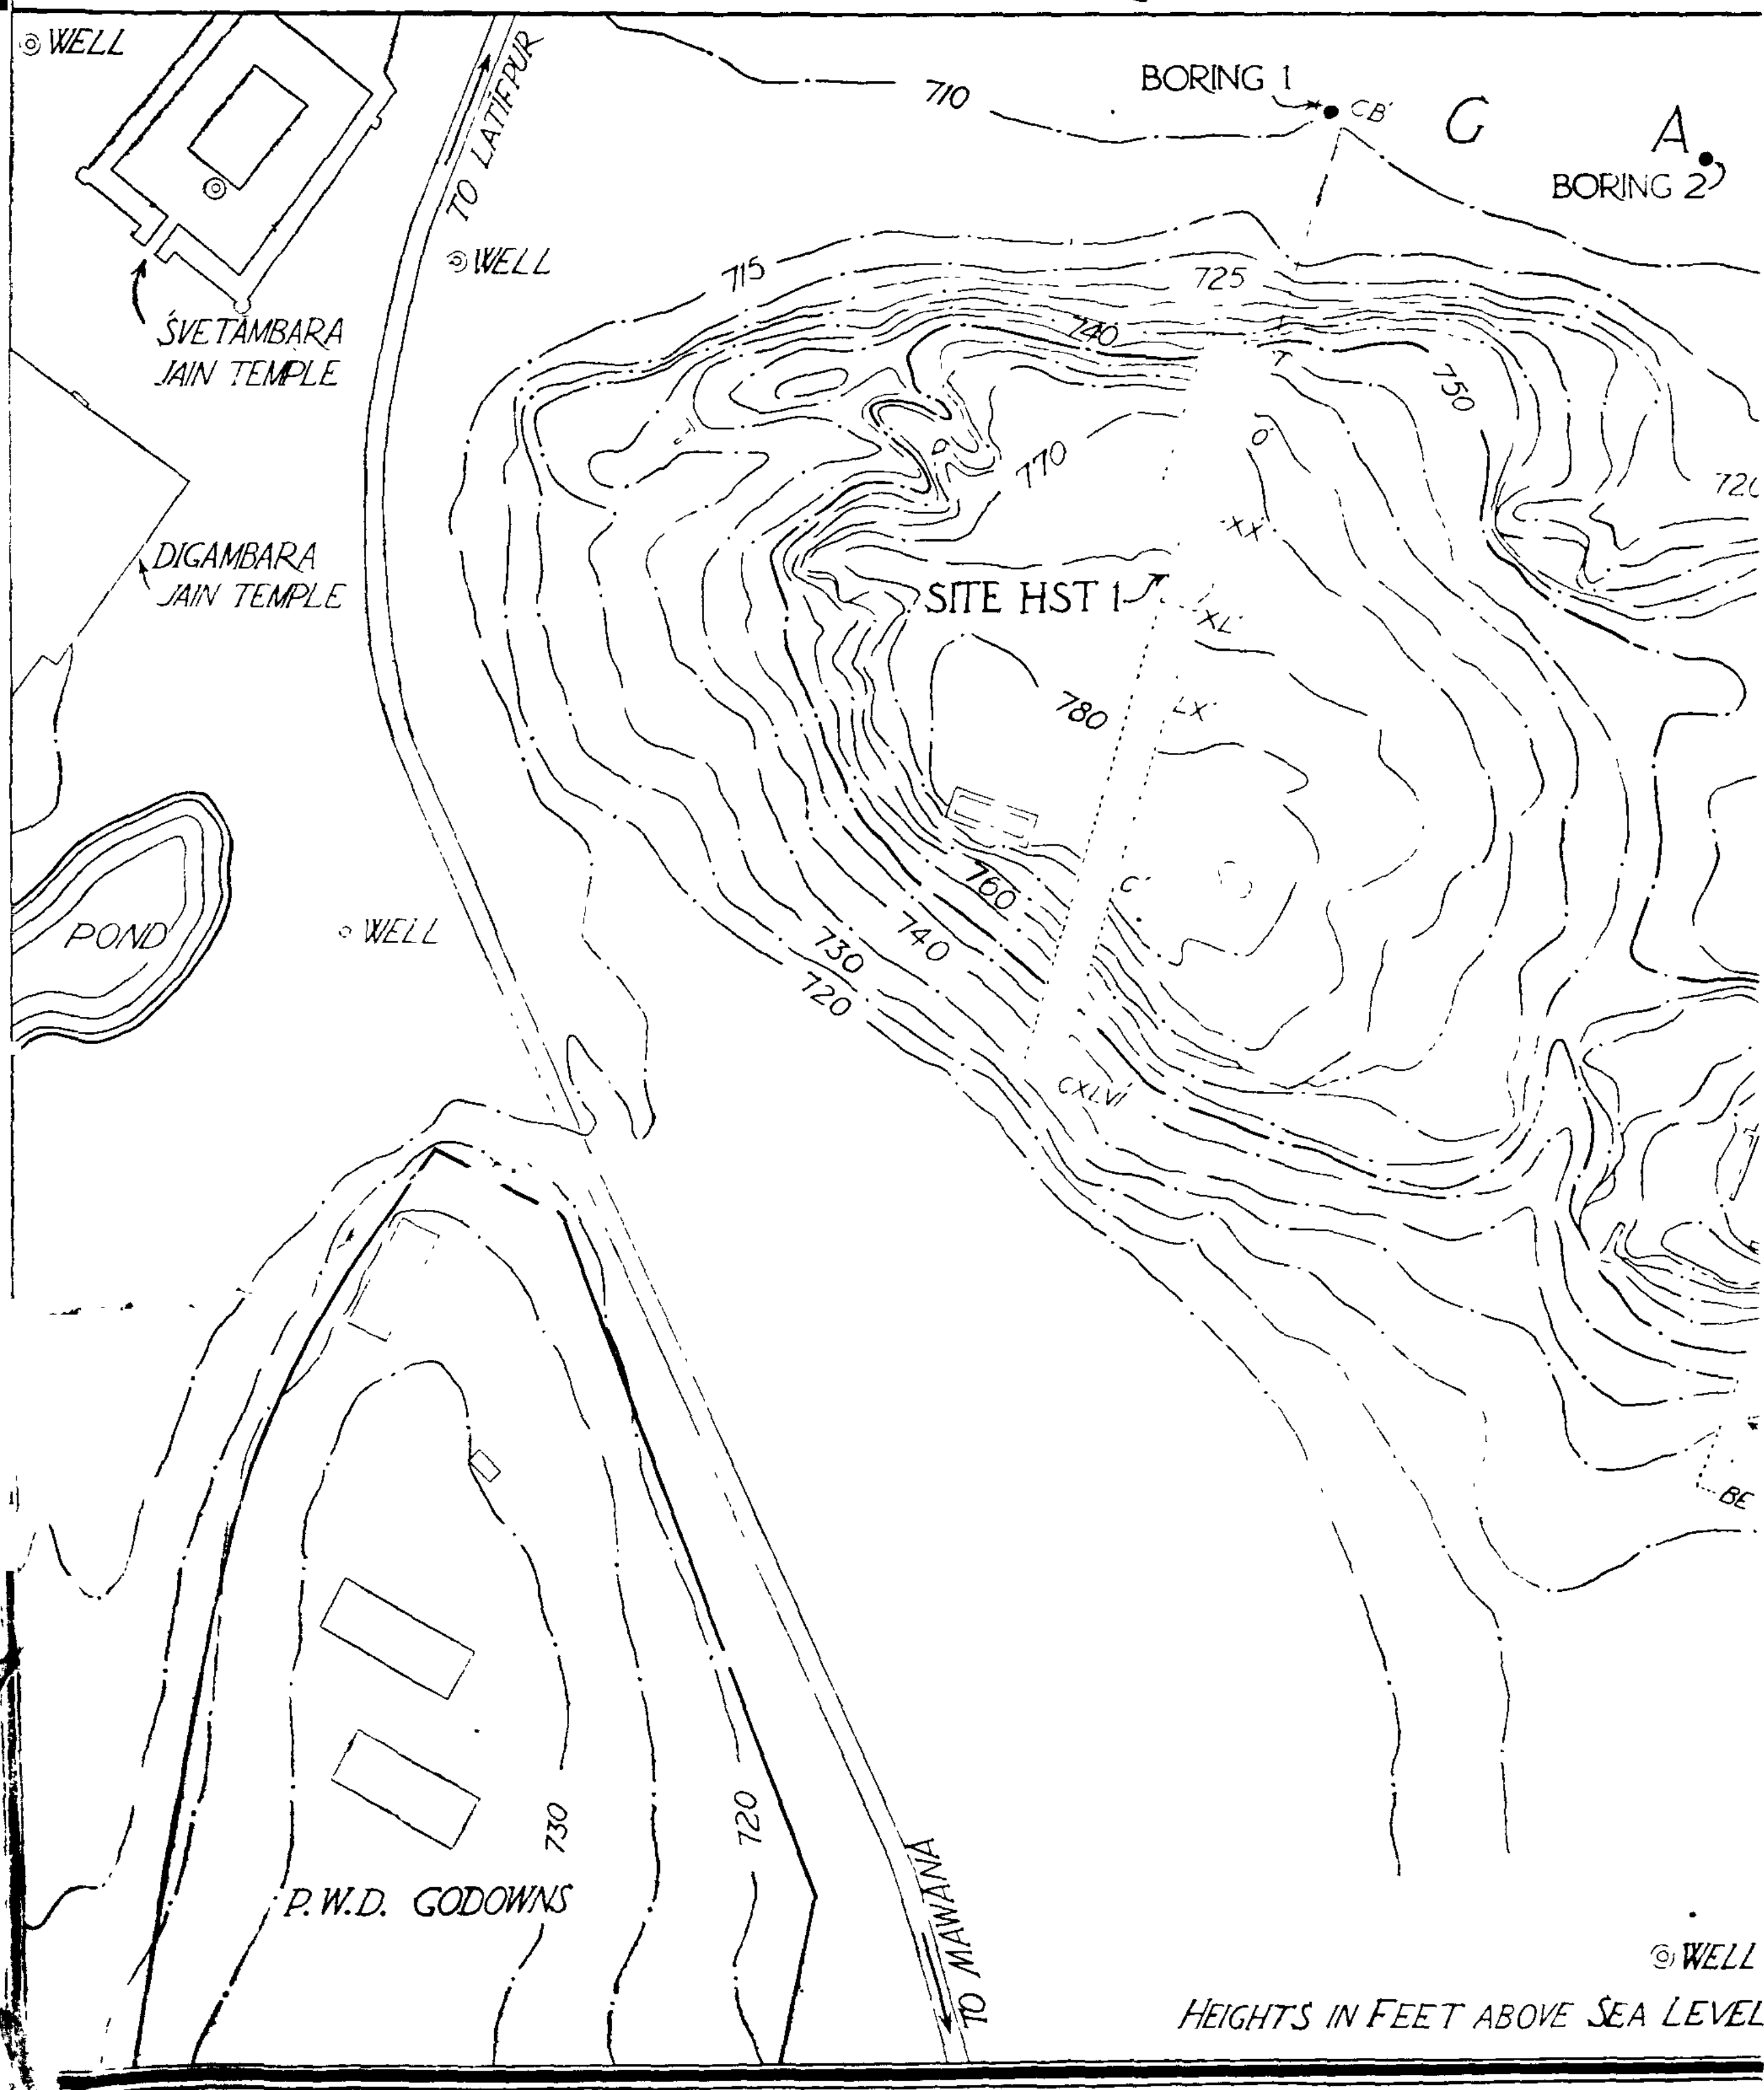 WELL
TO LATIFPUR
710
BORING 1
CB'
G A
BORING 2
WELL
715
725
ŚVETĀMBARA
JAIN TEMPLE
740
750
O'
770
XX'
DIGAMBARA
JAIN TEMPLE
SITE HST 1
XL'
LX'
780
C'
760
POND
WELL
740
730
720
CXLVI'
BE
730
720
P.W.D. GODOWNS
TO MAWANA
WELL
HEIGHTS IN FEET ABOVE SEA LEVEL